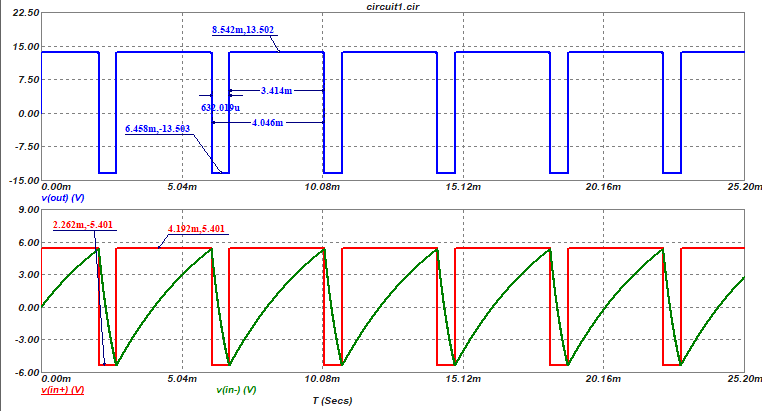 circuit1.cir
22.50
15.00
7.50
0.00
-7.50
-15.00
8.542m,13.502
3.414m
632.019u
4.046m
6.458m,-13.503
0.00m 5.04m 10.08m 15.12m 20.16m 25.20m
v(out) (V)
9.00
6.00
3.00
0.00
-3.00
-6.00
2.262m,-5.401
4.192m,5.401
0.00m 5.04m 10.08m 15.12m 20.16m 25.20m
v(in+) (V) v(in-) (V)
T (Secs)